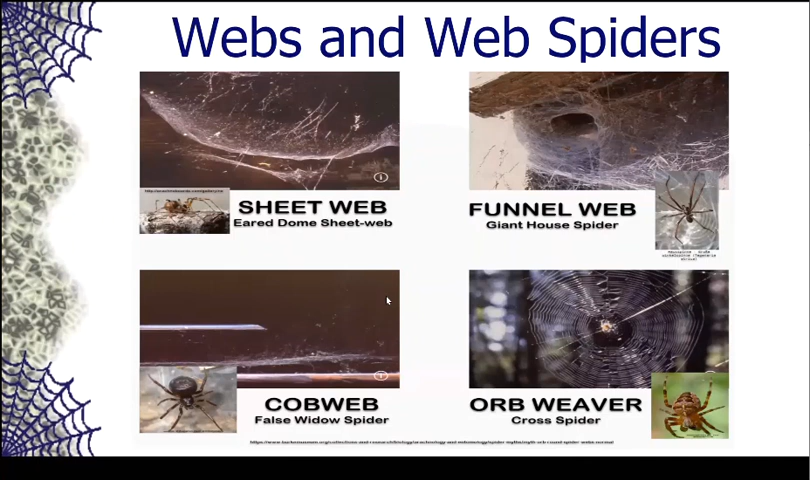 Webs and Web Spiders
SHEET WEB
Eared Dome Sheet-web
FUNNEL WEB
Giant House Spider
COBWEB
False Widow Spider
ORB WEAVER
Cross Spider